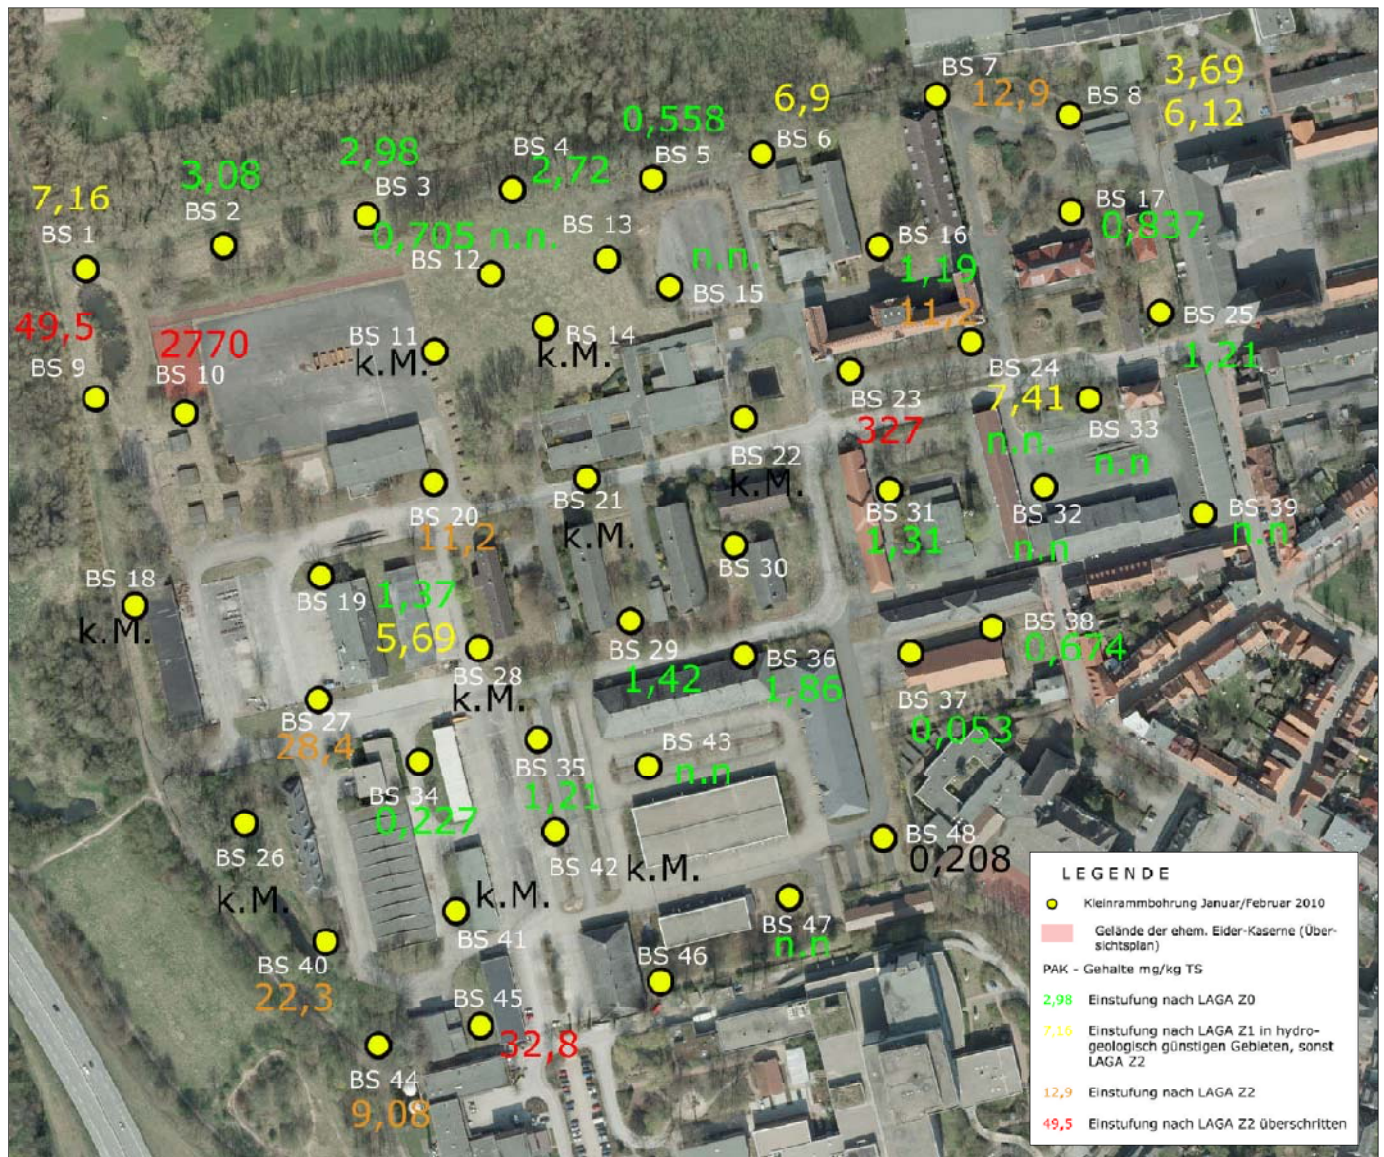 BS 7
3,69
6,9
12,9
BS 8
6,12
0,558
BS 6
BS 4
2,98
2,72
BS 5
3,08
7,16
BS 2
BS 3
BS 17
0,837
BS 1
0,705 n.n.
BS 13
n.n.
BS 16
BS 12
1,19
BS 15
49,5
2770
11,2
BS 25
BS 11
BS 14
k.M.
k.M.
1,21
BS 9
BS 10
BS 24
7,41
BS 23
BS 33
327
n.n.
n.n
BS 22
k.M.
BS 21
BS 20
BS 31
BS 32
BS 39
11,2
k.M.
1,31
n.n
n.n
BS 30
BS 18
BS 19
1,37
k.M.
5,69
BS 38
0,674
BS 29
BS 36
BS 28
1,42
1,86
k.M.
BS 37
BS 27
0,053
28,4
BS 43
n.n
BS 35
BS 34
1,21
0,227
BS 26
BS 42
BS 48
k.M.
0,208
k.M.
k.M.
BS 41
BS 47
n.n
BS 40
BS 46
22,3
BS 45
32,8
BS 44
9,08
LEGENDE
Kleinrammbohrung Januar/Februar 2010
Gelände der ehem. Eider-Kaserne (Über-
sichtsplan)
PAK - Gehalte mg/kg TS
2,98 Einstufung nach LAGA Z0
7,16 Einstufung nach LAGA Z1 in hydro-
geologisch günstigen Gebieten, sonst
LAGA Z2
12,9 Einstufung nach LAGA Z2
49,5 Einstufung nach LAGA Z2 überschritten